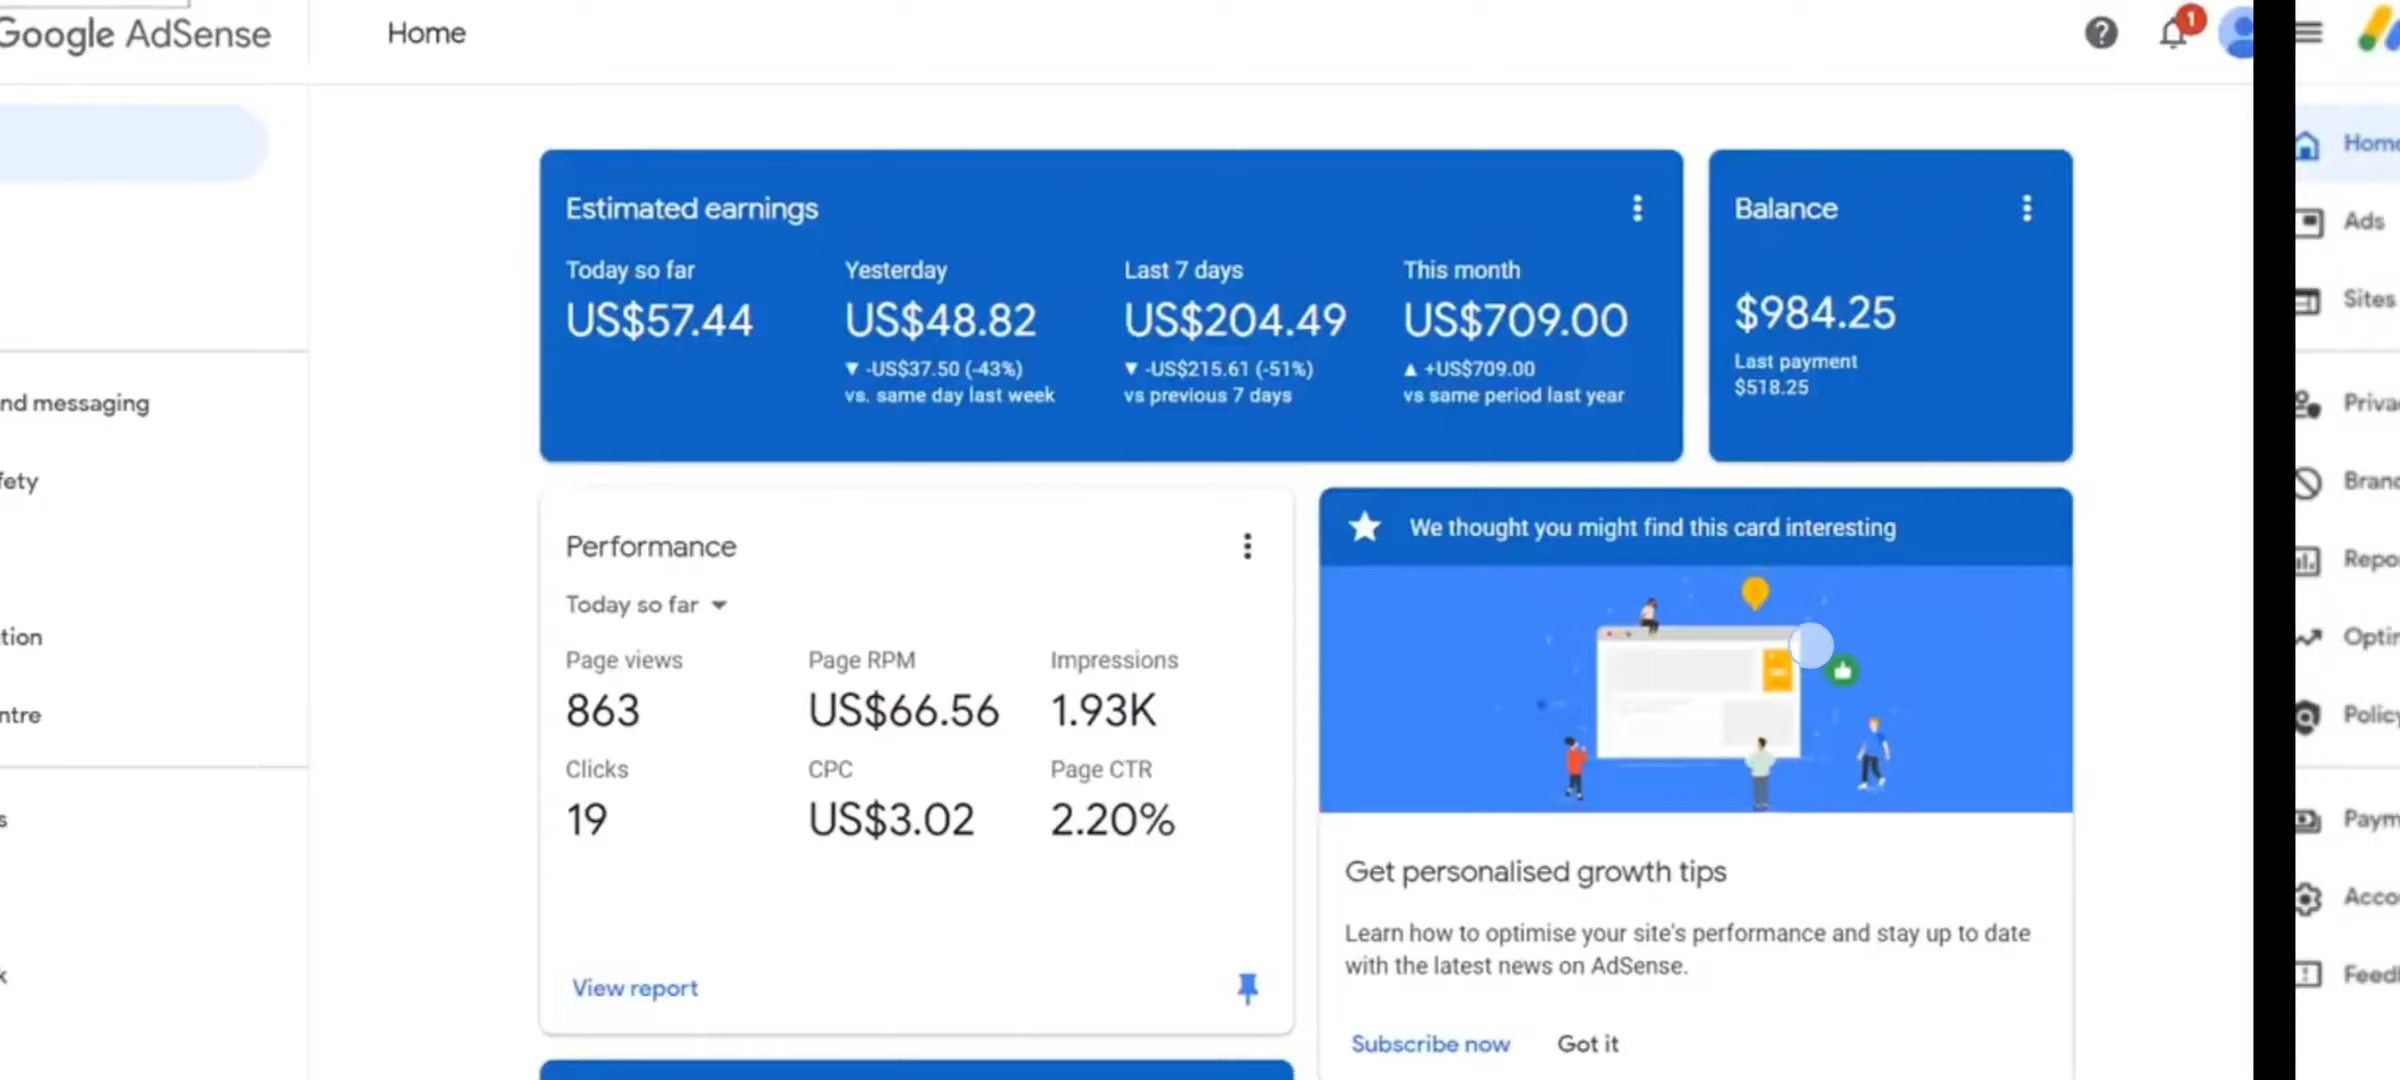 Google AdSense
Home
1
nd messaging
fety
tion
ntre
s
k
Estimated earnings
Today so far
US$57.44
Yesterday
US$48.82
▼ -US$37.50 (-43%)
vs. same day last week
Last 7 days
US$204.49
▼ -US$215.61 (-51%)
vs previous 7 days
This month
US$709.00
▲ +US$709.00
vs same period last year
Balance
$984.25
Last payment
$518.25
Performance
Today so far
Page views
863
Page RPM
US$66.56
Impressions
1.93K
Clicks
19
CPC
US$3.02
Page CTR
2.20%
View report
We thought you might find this card interesting
Get personalised growth tips
Learn how to optimise your site's performance and stay up to date
with the latest news on AdSense.
Subscribe now
Got it
Home
Ads
Sites
Priva
Brand
Repo
Optim
Policy
Paym
Acco
Feedb